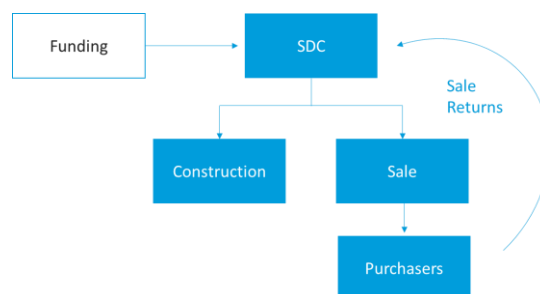 Funding
SDC
Sale
Returns
Construction
Sale
Purchasers